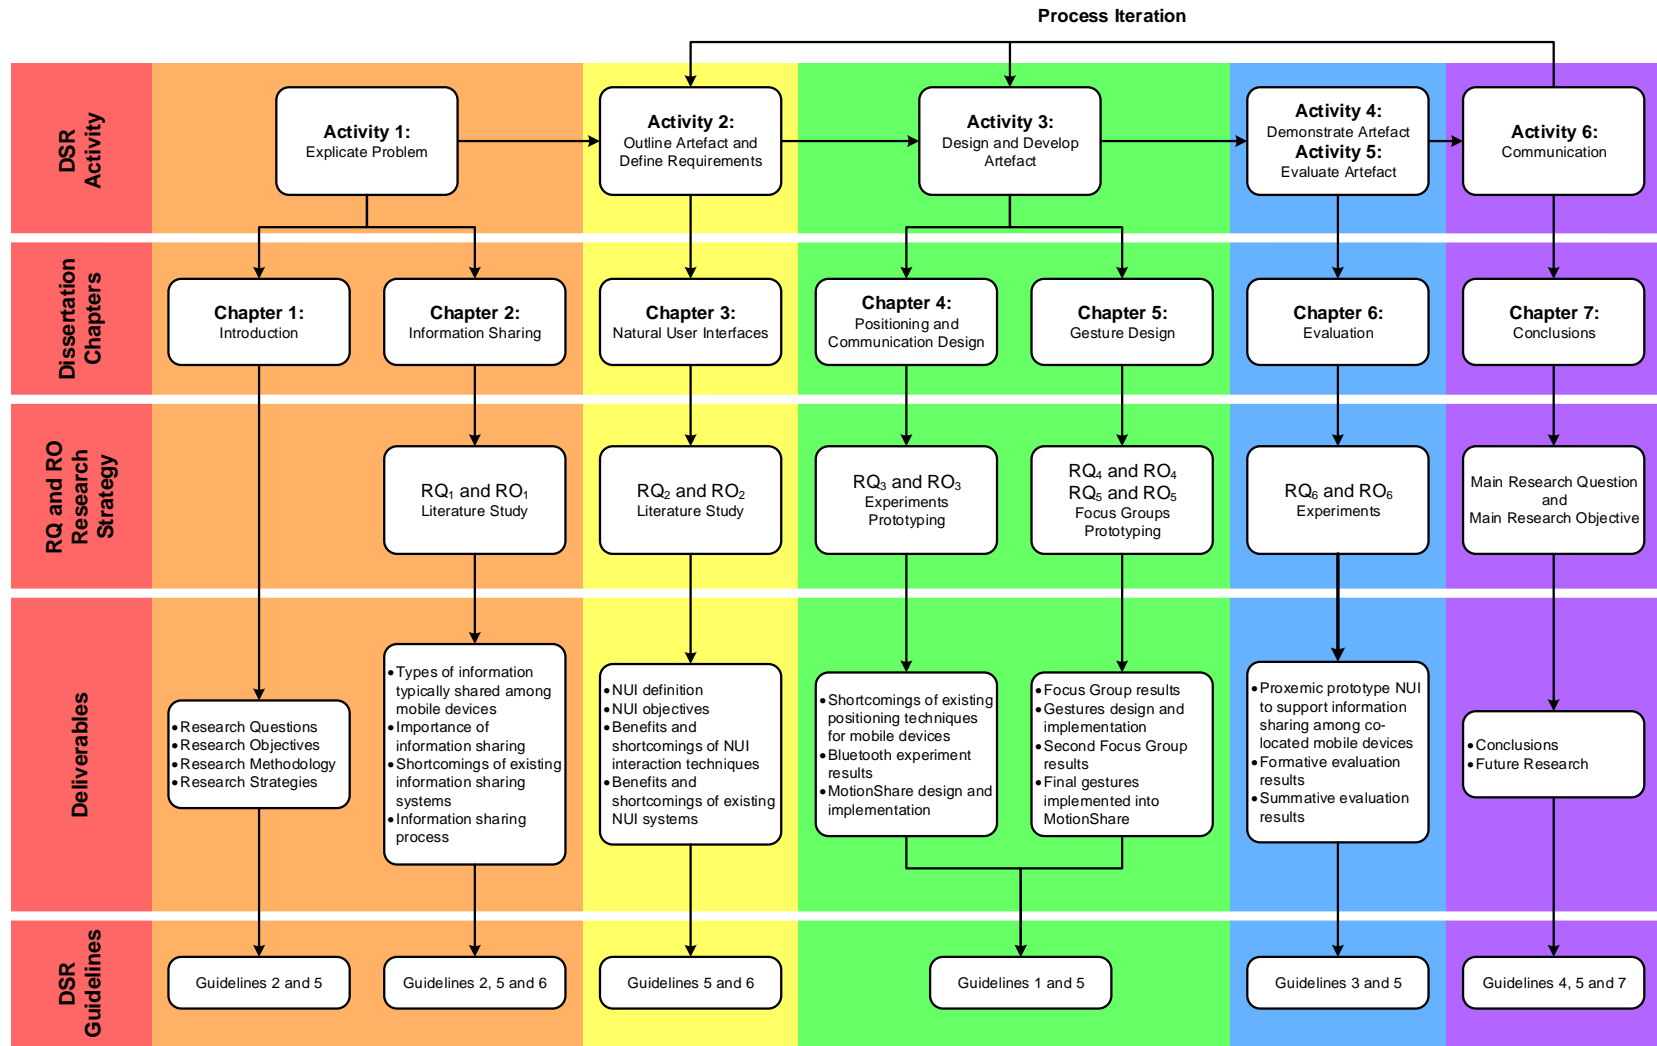 Process Iteration
DSR
Activity
Activity 1:
Explicate Problem
Activity 2:
Outline Artefact and
Define Requirements
Activity 3:
Design and Develop
Artefact
Activity 4:
Demonstrate Artefact
Activity 5:
Evaluate Artefact
Activity 6:
Communication
Dissertation
Chapters
Chapter 1:
Introduction
Chapter 2:
Information Sharing
Chapter 3:
Natural User Interfaces
Chapter 4:
Positioning and
Communication Design
Chapter 5:
Gesture Design
Chapter 6:
Evaluation
Chapter 7:
Conclusions
RQ and RO
Research
Strategy
RQ₁ and RO₁
Literature Study
RQ₂ and RO₂
Literature Study
RQ₃ and RO₃
Experiments
Prototyping
RQ₄ and RO₄
RQ₅ and RO₅
Focus Groups
Prototyping
RQ₆ and RO₆
Experiments
Main Research Question
and
Main Research Objective
Deliverables
•Research Questions
•Research Objectives
•Research Methodology
•Research Strategies
•Types of information
typically shared among
mobile devices
•Importance of
information sharing
•Shortcomings of existing
information sharing
systems
•Information sharing
process
•NUI definition
•NUI objectives
•Benefits and
shortcomings of NUI
interaction techniques
•Benefits and
shortcomings of existing
NUI systems
•Shortcomings of existing
positioning techniques
for mobile devices
•Bluetooth experiment
results
•MotionShare design and
implementation
•Focus Group results
•Gestures design and
implementation
•Second Focus Group
results
•Final gestures
implemented into
MotionShare
•Proxemic prototype NUI
to support information
sharing among co-
located mobile devices
•Formative evaluation
results
•Summative evaluation
results
•Conclusions
•Future Research
DSR
Guidelines
Guidelines 2 and 5
Guidelines 2, 5 and 6
Guidelines 5 and 6
Guidelines 1 and 5
Guidelines 3 and 5
Guidelines 4, 5 and 7